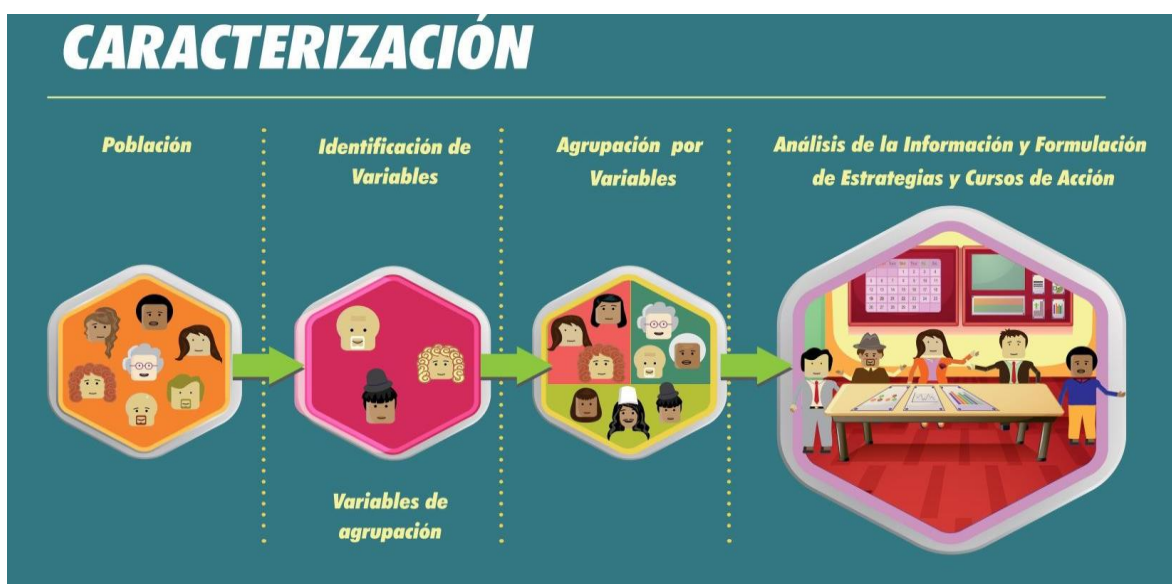 CARACTERIZACIÓN
Población
Identificación de
Variables
Variables de
agrupación
Agrupación por
Variables
Análisis de la Información y Formulación
de Estrategias y Cursos de Acción